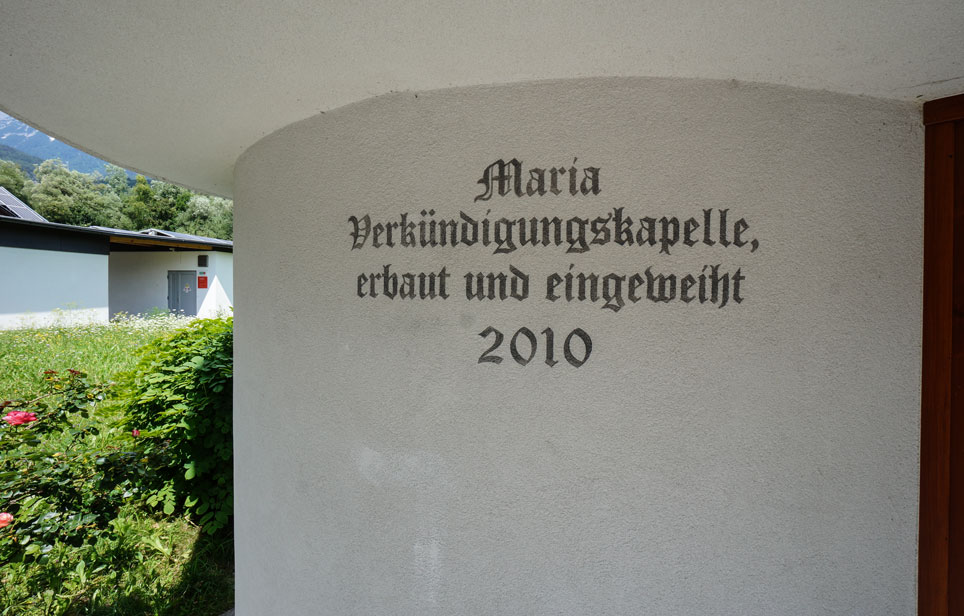 Maria
Verkündigungskapelle,
erbaut und eingeweiht
2010